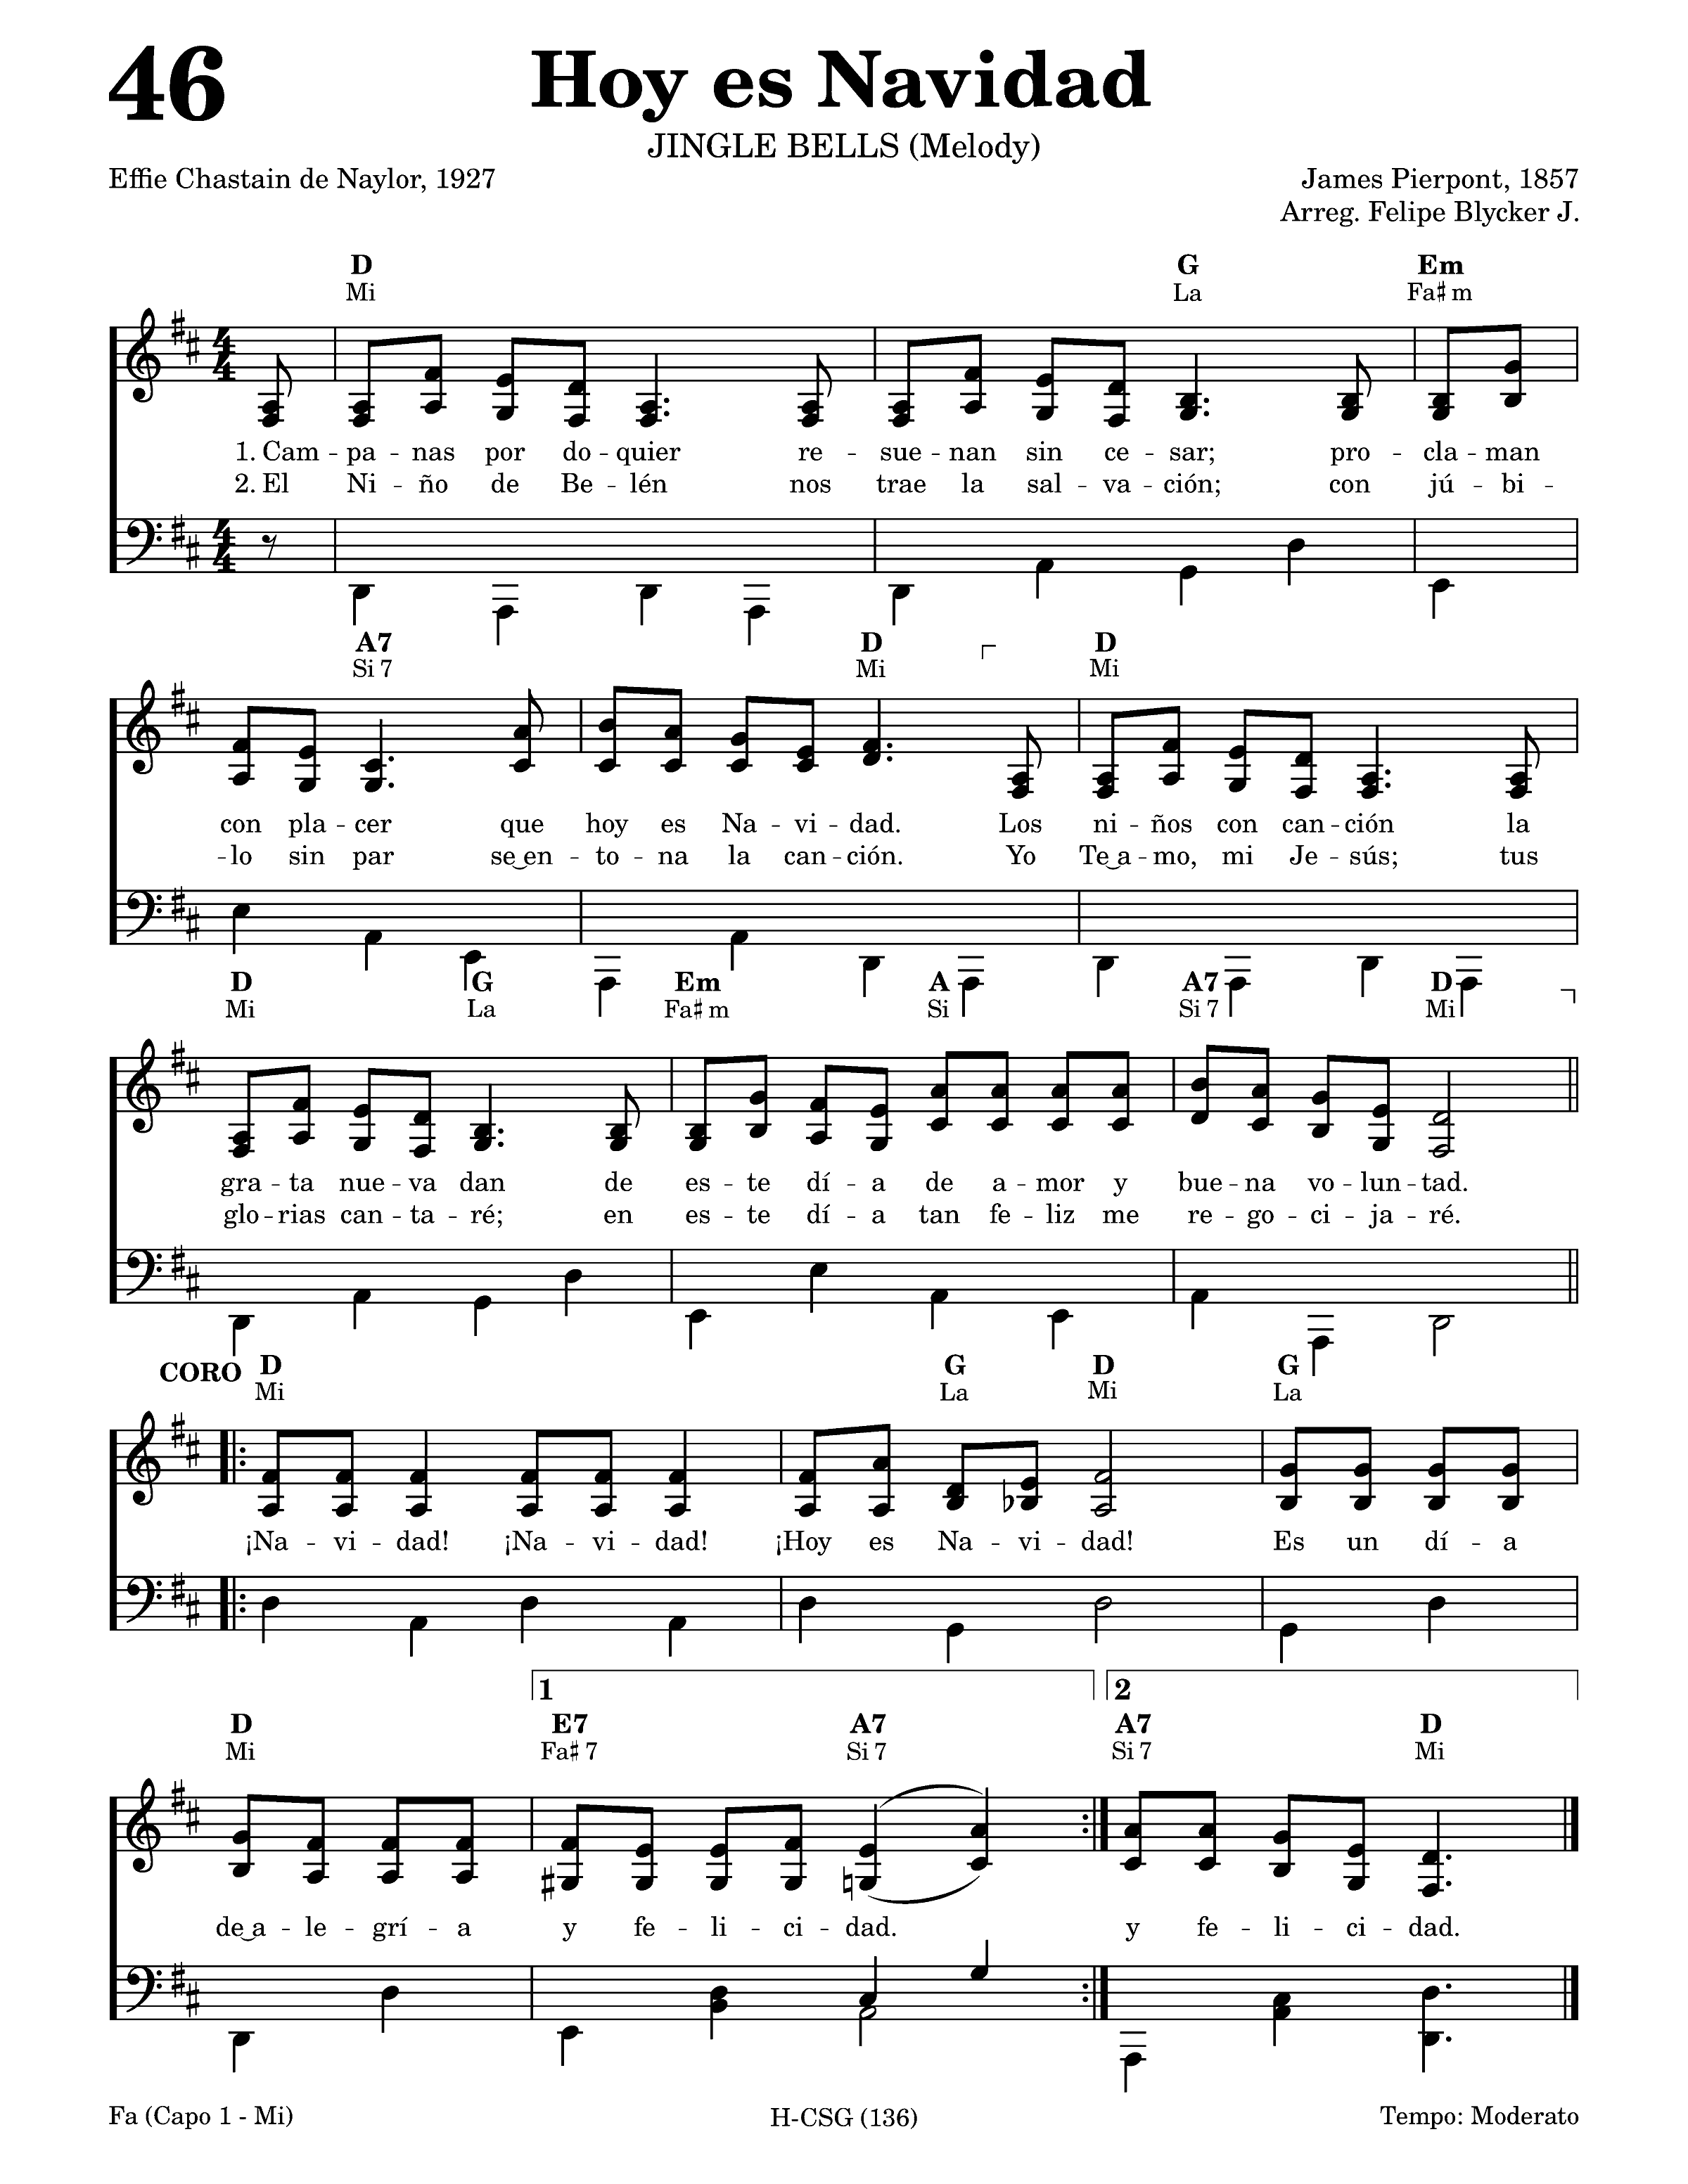 46
Hoy es Navidad
JINGLE BELLS (Melody)
Effie Chastain de Naylor, 1927
James Pierpont, 1857
Arreg. Felipe Blycker J.
D G Em
Mi La Fa♯ m
1. Cam – pa – nas por do – quier re – sue – nan sin ce – sar; pro – cla – man
2. El Ni – ño de Be – lén nos trae la sal – va – ción; con jú – bi –
A7 D D
Si 7 Mi Mi
con pla – cer que hoy es Na – vi – dad. Los ni – ños con can – ción la
– lo sin par se‿en – to – na la can – ción. Yo Te‿a – mo, mi Je – sús; tus
D G Em A A7 D
Mi La Fa♯ m Si Si 7 Mi
gra – ta nue – va dan de es – te dí – a de a – mor y bue – na vo – lun – tad.
glo – rias can – ta – ré; en es – te dí – a tan fe – liz me re – go – ci – ja – ré.
CORO D G D G
Mi La Mi La
¡Na – vi – dad! ¡Na – vi – dad! ¡Hoy es Na – vi – dad! Es un dí – a
1 2
D E7 A7 A7 D
Mi Fa♯ 7 Si 7 Si 7 Mi
de‿a – le – grí – a y fe – li – ci – dad. y fe – li – ci – dad.
Fa (Capo 1 - Mi)
H-CSG (136)
Tempo: Moderato